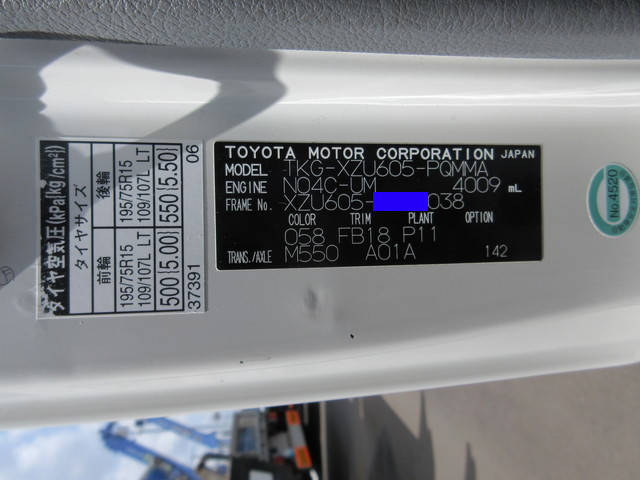 TOYOTA MOTOR CORPORATION JAPAN
MODEL TKG-XZU605-PQMMA
ENGINE N04C-UM 4009 mL
FRAME No. XZU605- 038
COLOR TRIM PLANT OPTION
058 FB18 P11
TRANS./AXLE M550 A01A 142
タイヤ空気圧(kPa[kg/cm²])
タイヤサイズ
前輪 後輪
195/75R15 195/75R15
109/107L LT 109/107L LT
500[5.00] 550[5.50]
37391 06
No.4520